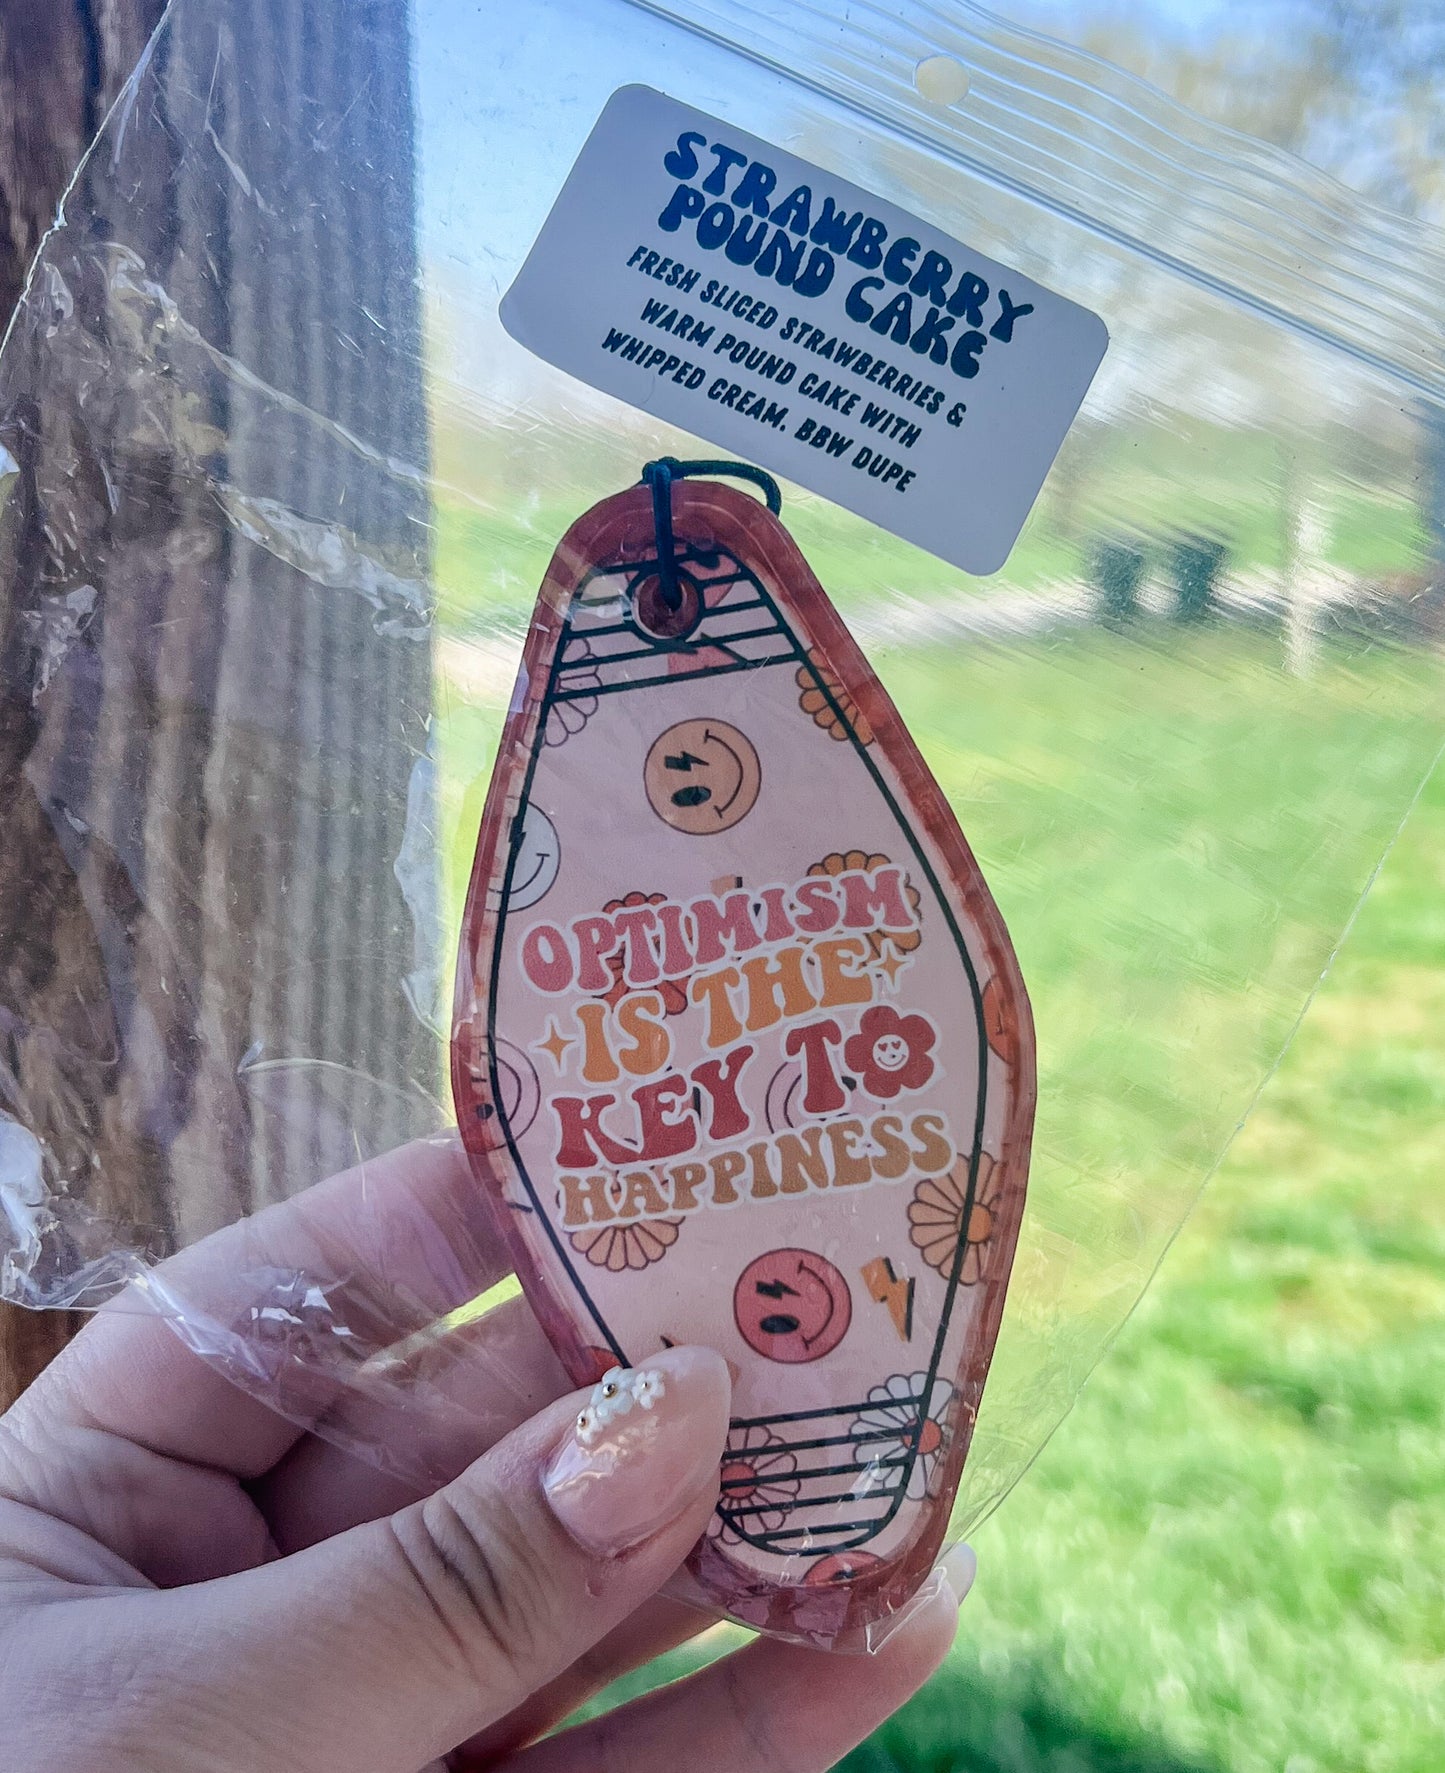 STRAWBERRY
POUND CAKE
FRESH SLICED STRAWBERRIES &
WARM POUND CAKE WITH
WHIPPED CREAM. BBW DUPE
OPTIMISM
IS THE
KEY TO
HAPPINESS